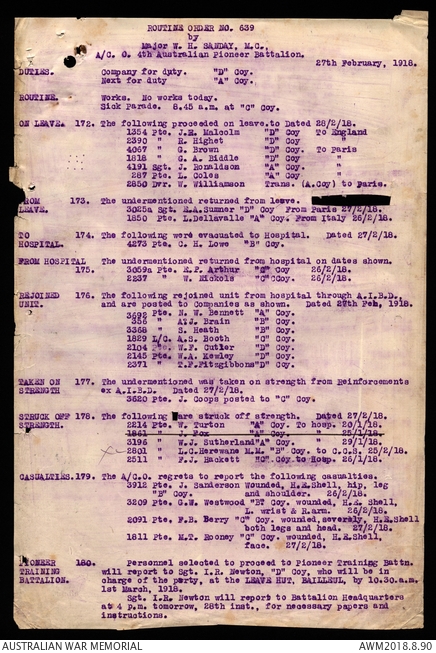 ROUTINE ORDER NO. 639
by
Major W. H. SANDAY, M.C.,
A/C. O. 4th Australian Pioneer Battalion.
27th February, 1918.
DUTIES. Company for duty. "D" Coy.
Next for duty "A" Coy.
ROUTINE. Works. No works today.
Sick Parade. 8.45 a.m. at "C" Coy.
ON LEAVE. 172. The following proceeded on leave to Dated 28/2/18.
1354 Pte. J.R. Malcolm "D" Coy To England
2390 " R. Highet "D" Coy "
4067 " G. Brown "D" Coy. To Paris
1818 " G. A. Biddle "D" Coy. "
4191 Sgt. J. Ronaldson "A" Coy. "
287 Pte. L. Coles "A" Coy. "
2850 Dvr. W. Williamson Trans. (A.Coy) to Paris.
FROM 173. The undermentioned returned from leave.
LEAVE. 3025a Sgt. E.A. Sumner "D" Coy From Paris 27/2/18.
1850 Pte. L. Dellavalle "A" Coy. From Italy 26/2/18.
TO 174. The following were evacuated to Hospital. Dated 27/2/18.
HOSPITAL. 4273 Pte. C. H. Lowe "B" Coy.
FROM HOSPITAL The undermentioned returned from hospital on dates shown.
175. 3059a Pte. E.F. Arthur Coy. 26/2/18.
2237 " W. Nickols Coy. 26/2/18.
REJOINED 176. The following rejoined unit from hospital through A.I.B.D.,
UNIT. and are posted to Companies as shown. Dated 27th Feb, 1918.
3692 Pte. N. W. Bennett "A" Coy.
" A.J. Brain "B" Coy.
3368 " S. Heath "B" Coy.
1829 L/C. A.S. Booth "C" Coy.
2104 W.F. Cutler "D" Coy.
2145 Pte. W.A. Kewley "D" Coy.
2371 " T.F. Fitzgibbons "D" Coy.
TAKEN ON 177. The undermentioned was taken on strength from Reinforcements
STRENGTH ex A.I.B.D. Dated 27/2/18.
3620 Pte. J. Coops posted to "C" Coy.
STRUCK OFF 178. The following are struck off strength. Dated 27/2/18.
STRENGTH. 2214 Pte. W. Turton "A" Coy. To hosp. 20/1/18.
1861 " J. Fox "A" Coy. " 25/1/18.
3196 " W.J. Sutherland "A" Coy. " 29/1/18.
2801 " L.C. Herewane M.M. "B" Coy. to C.C.S. 25/2/18.
2511 " F.J. Hackett "C" Coy. to Hosp. 26/1/18.
CASUALTIES. 179. The A/C.O. regrets to report the following casualties.
3912 Pte. J. Sanderson wounded, H.E. Shell, hip, leg
"B" Coy. and shoulder. 26/2/18.
3209 Pte. G.W. Westwood "B" Coy. wounded, H.E. Shell,
L. wrist & R.arm. 26/2/18.
2091 Pte. F.B. Berry "C" Coy. wounded, severely, H.E. Shell
both legs and head. 27/2/18.
1811 Pte. M.T. Rooney "C" Coy. wounded, H.E. Shell,
face. 27/2/18.
PIONEER 180. Personnel selected to proceed to Pioneer Training Battn.
TRAINING will report to Sgt. I.R. Newton, "D" Coy, who will be in
BATTALION. charge of the party, at the LEAVE HUT, BAILLEUL, by 10.30.a.m.
1st March, 1918.
Sgt. I.R. Newton will report to Battalion Headquarters
at 4 p.m. tomorrow, 28th inst., for necessary papers and
instructions.
AUSTRALIAN WAR MEMORIAL AWM2018.8.90